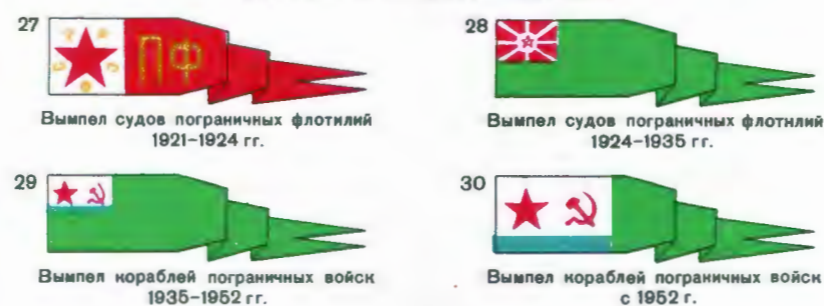 27
ПФ
Вымпел судов пограничных флотилий
1921–1924 гг.
28
Вымпел судов пограничных флотилий
1924–1935 гг.
29
Вымпел кораблей пограничных войск
1935–1952 гг.
30
Вымпел кораблей пограничных войск
с 1952 г.